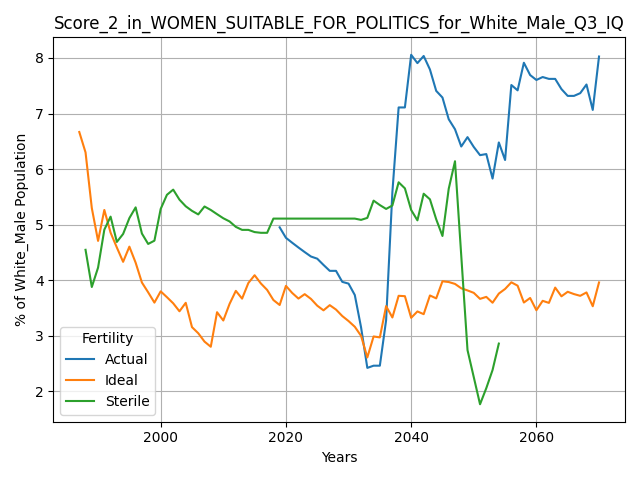 Score_2_in_WOMEN_SUITABLE_FOR_POLITICS_for_White_Male_Q3_IQ
% of White_Male Population
8
7
6
5
4
3
2
Fertility
Actual
Ideal
Sterile
2000
2020
2040
2060
Years